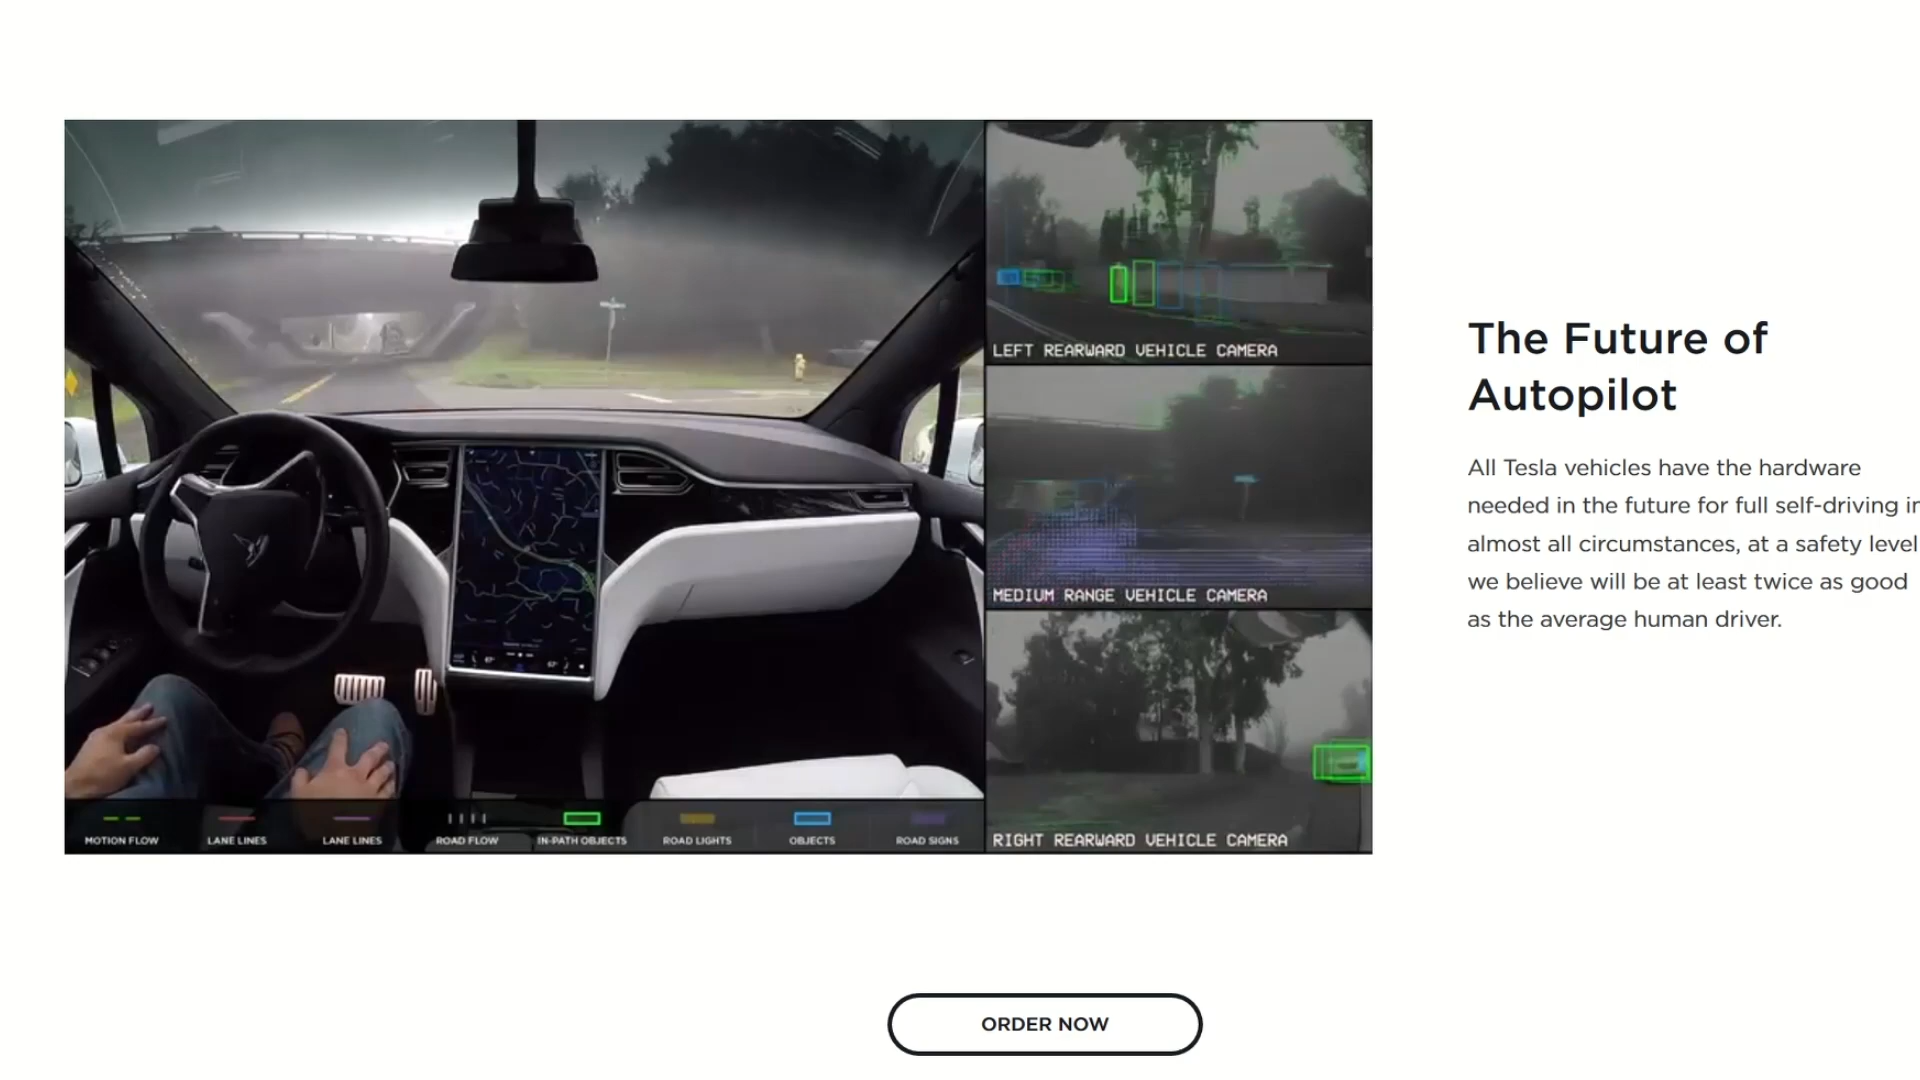 LEFT REARWARD VEHICLE CAMERA
MEDIUM RANGE VEHICLE CAMERA
RIGHT REARWARD VEHICLE CAMERA
MOTION FLOW
LANE LINES
LANE LINES
ROAD FLOW
IN-PATH OBJECTS
ROAD LIGHTS
OBJECTS
ROAD SIGNS
The Future of
Autopilot
All Tesla vehicles have the hardware
needed in the future for full self-driving in
almost all circumstances, at a safety level
we believe will be at least twice as good
as the average human driver.
ORDER NOW